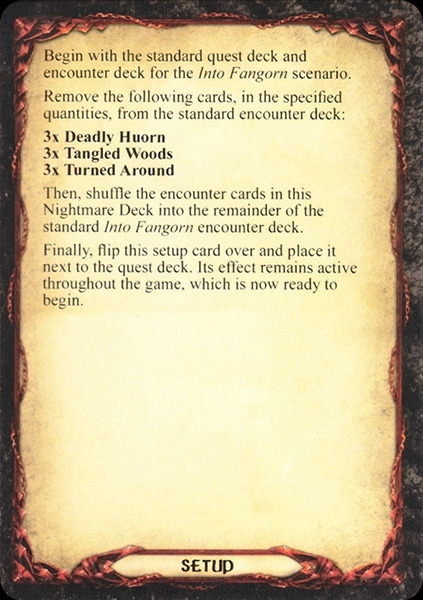 Begin with the standard quest deck and
encounter deck for the Into Fangorn scenario.
Remove the following cards, in the specified
quantities, from the standard encounter deck:
3x Deadly Huorn
3x Tangled Woods
3x Turned Around
Then, shuffle the encounter cards in this
Nightmare Deck into the remainder of the
standard Into Fangorn encounter deck.
Finally, flip this setup card over and place it
next to the quest deck. Its effect remains active
throughout the game, which is now ready to
begin.
SETUP